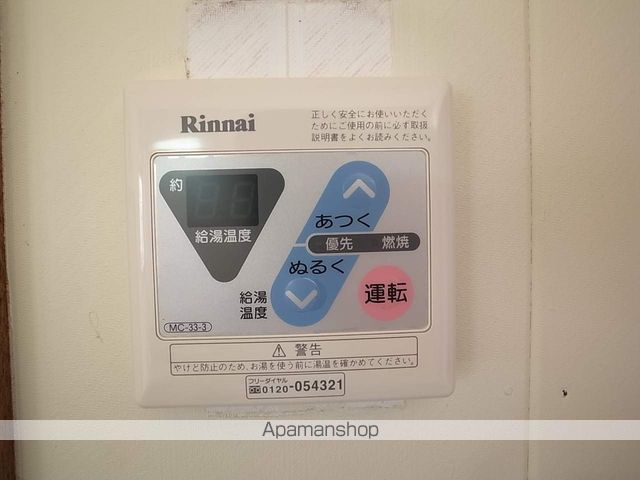 Rinnai
正しく安全にお使いいただく
ためにご使用の前に必ず取扱
説明書をよくお読みください。
約
給湯温度
あつく
優先 燃焼
ぬるく
給湯
温度
運転
MC-33-3
⚠ 警告
やけど防止のため、お湯を使う前に湯温を確かめてください。
フリーダイヤル
0120-054321
Apamanshop